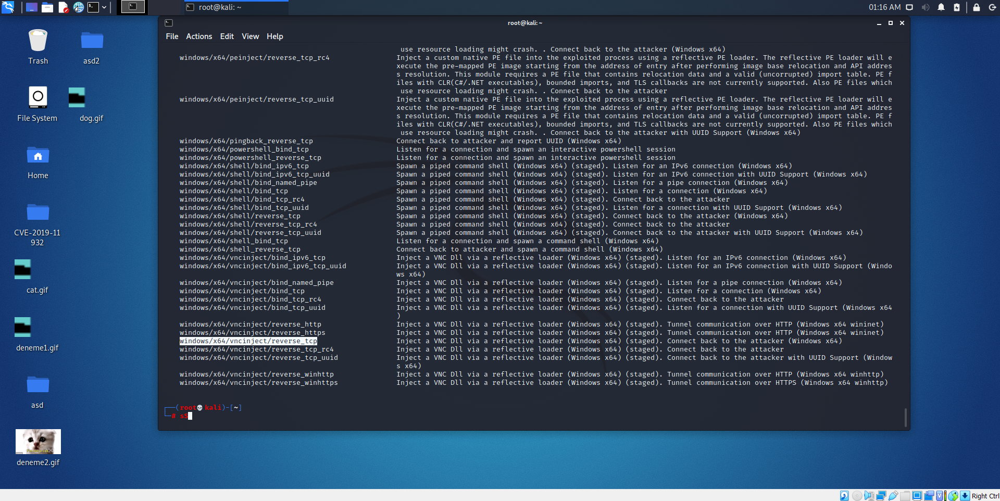 root@kali: ~
01:16 AM
root@kali: ~
File Actions Edit View Help
use resource loading might crash. . Connect back to the attacker (Windows x64)
windows/x64/peinject/reverse_tcp_rc4 Inject a custom native PE file into the exploited process using a reflective PE loader. The reflective PE loader will e
xecute the pre-mapped PE image starting from the address of entry after performing image base relocation and API addres
s resolution. This module requires a PE file that contains relocation data and a valid (uncorrupted) import table. PE f
iles with CLR(C#/.NET executables), bounded imports, and TLS callbacks are not currently supported. Also PE files which
use resource loading might crash. . Connect back to the attacker
windows/x64/peinject/reverse_tcp_uuid Inject a custom native PE file into the exploited process using a reflective PE loader. The reflective PE loader will e
xecute the pre-mapped PE image starting from the address of entry after performing image base relocation and API addres
s resolution. This module requires a PE file that contains relocation data and a valid (uncorrupted) import table. PE f
iles with CLR(C#/.NET executables), bounded imports, and TLS callbacks are not currently supported. Also PE files which
use resource loading might crash. . Connect back to the attacker with UUID Support (Windows x64)
windows/x64/pingback_reverse_tcp Connect back to attacker and report UUID (Windows x64)
windows/x64/powershell_bind_tcp Listen for a connection and spawn an interactive powershell session
windows/x64/powershell_reverse_tcp Listen for a connection and spawn an interactive powershell session
windows/x64/shell/bind_ipv6_tcp Spawn a piped command shell (Windows x64) (staged). Listen for an IPv6 connection (Windows x64)
windows/x64/shell/bind_ipv6_tcp_uuid Spawn a piped command shell (Windows x64) (staged). Listen for an IPv6 connection with UUID Support (Windows x64)
windows/x64/shell/bind_named_pipe Spawn a piped command shell (Windows x64) (staged). Listen for a pipe connection (Windows x64)
windows/x64/shell/bind_tcp Spawn a piped command shell (Windows x64) (staged). Listen for a connection (Windows x64)
windows/x64/shell/bind_tcp_rc4 Spawn a piped command shell (Windows x64) (staged). Connect back to the attacker
windows/x64/shell/bind_tcp_uuid Spawn a piped command shell (Windows x64) (staged). Listen for a connection with UUID Support (Windows x64)
windows/x64/shell/reverse_tcp Spawn a piped command shell (Windows x64) (staged). Connect back to the attacker (Windows x64)
windows/x64/shell/reverse_tcp_rc4 Spawn a piped command shell (Windows x64) (staged). Connect back to the attacker
windows/x64/shell/reverse_tcp_uuid Spawn a piped command shell (Windows x64) (staged). Connect back to the attacker with UUID Support (Windows x64)
windows/x64/shell_bind_tcp Listen for a connection and spawn a command shell (Windows x64)
windows/x64/shell_reverse_tcp Connect back to attacker and spawn a command shell (Windows x64)
windows/x64/vncinject/bind_ipv6_tcp Inject a VNC Dll via a reflective loader (Windows x64) (staged). Listen for an IPv6 connection (Windows x64)
windows/x64/vncinject/bind_ipv6_tcp_uuid Inject a VNC Dll via a reflective loader (Windows x64) (staged). Listen for an IPv6 connection with UUID Support (Windo
ws x64)
windows/x64/vncinject/bind_named_pipe Inject a VNC Dll via a reflective loader (Windows x64) (staged). Listen for a pipe connection (Windows x64)
windows/x64/vncinject/bind_tcp Inject a VNC Dll via a reflective loader (Windows x64) (staged). Listen for a connection (Windows x64)
windows/x64/vncinject/bind_tcp_rc4 Inject a VNC Dll via a reflective loader (Windows x64) (staged). Connect back to the attacker
windows/x64/vncinject/bind_tcp_uuid Inject a VNC Dll via a reflective loader (Windows x64) (staged). Listen for a connection with UUID Support (Windows x64
)
windows/x64/vncinject/reverse_http Inject a VNC Dll via a reflective loader (Windows x64) (staged). Tunnel communication over HTTP (Windows x64 wininet)
windows/x64/vncinject/reverse_https Inject a VNC Dll via a reflective loader (Windows x64) (staged). Tunnel communication over HTTP (Windows x64 wininet)
windows/x64/vncinject/reverse_tcp Inject a VNC Dll via a reflective loader (Windows x64) (staged). Connect back to the attacker (Windows x64)
windows/x64/vncinject/reverse_tcp_rc4 Inject a VNC Dll via a reflective loader (Windows x64) (staged). Connect back to the attacker
windows/x64/vncinject/reverse_tcp_uuid Inject a VNC Dll via a reflective loader (Windows x64) (staged). Connect back to the attacker with UUID Support (Window
s x64)
windows/x64/vncinject/reverse_winhttp Inject a VNC Dll via a reflective loader (Windows x64) (staged). Tunnel communication over HTTP (Windows x64 winhttp)
windows/x64/vncinject/reverse_winhttps Inject a VNC Dll via a reflective loader (Windows x64) (staged). Tunnel communication over HTTPS (Windows x64 winhttp)
┌──(root💀kali)-[~]
└─# sS
Trash
asd2
File System
dog.gif
Home
CVE-2019-11
932
cat.gif
deneme1.gif
asd
deneme2.gif
Right Ctrl